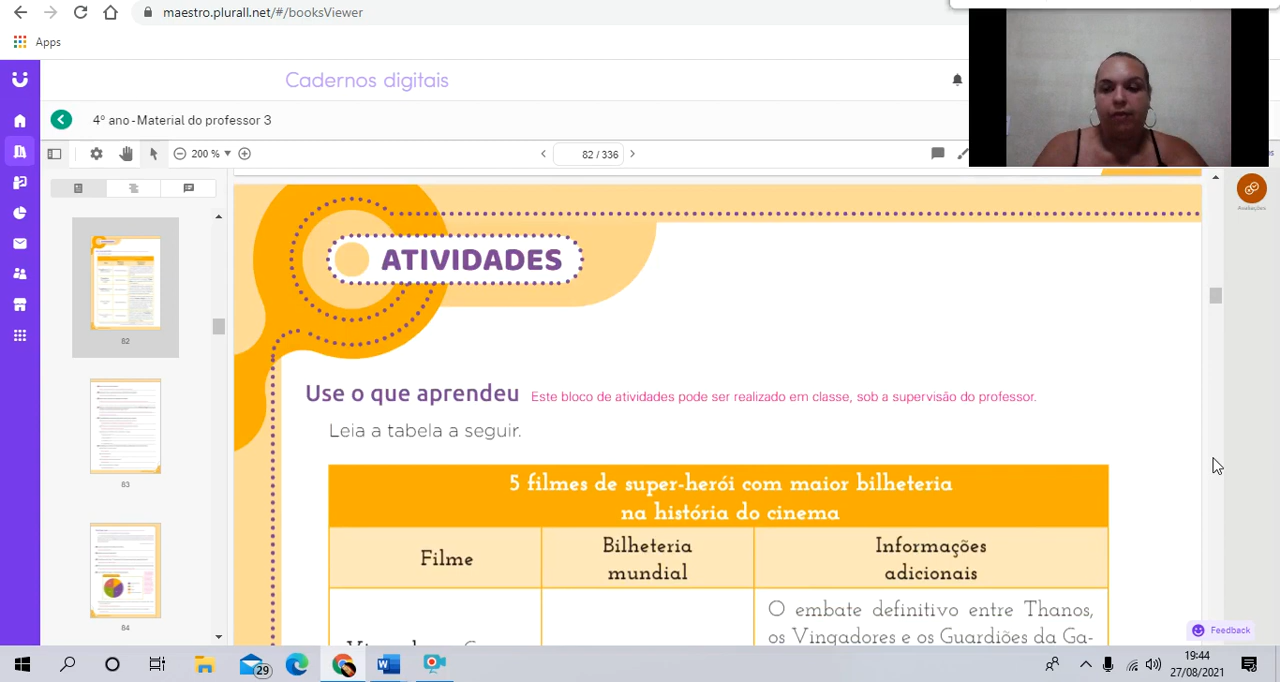 maestro.plurall.net/#/booksViewer
Apps
Cadernos digitais
4º ano - Material do professor 3
200 %
82 / 336
ATIVIDADES
Use o que aprendeu Este bloco de atividades pode ser realizado em classe, sob a supervisão do professor.
Leia a tabela a seguir.
5 filmes de super-herói com maior bilheteria
na história do cinema
Filme
Bilheteria
mundial
Informações
adicionais
O embate definitivo entre Thanos,
os Vingadores e os Guardiões da Ga-
82
83
84
Feedback
29
19:44
27/08/2021